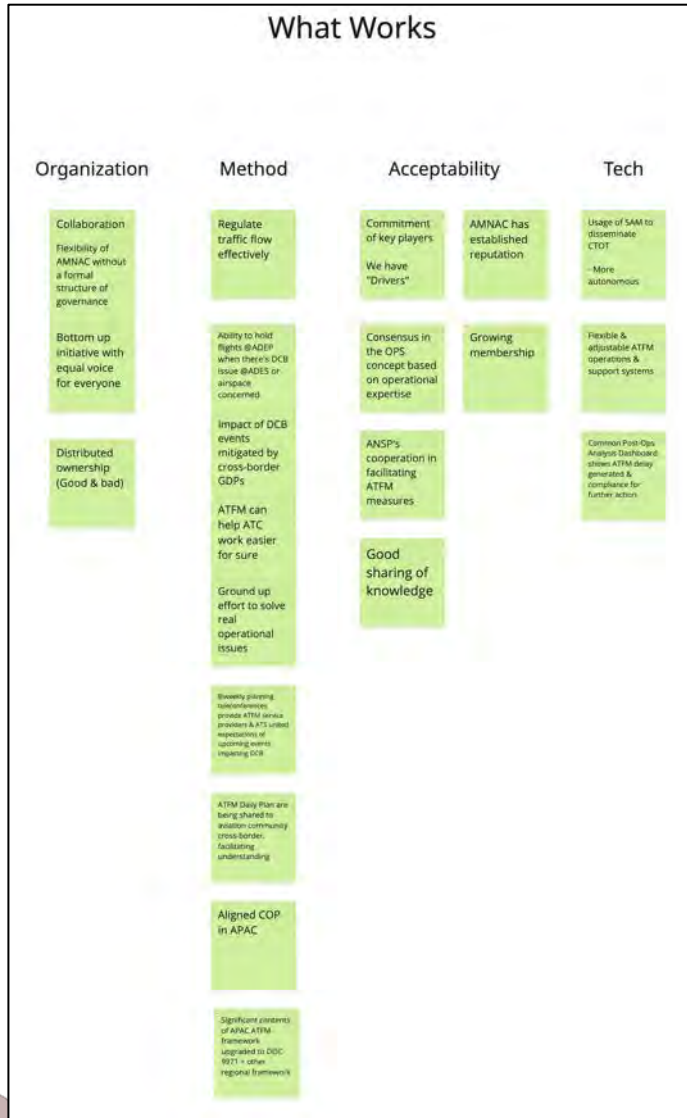 What Works
Organization
Collaboration
Flexibility of
AMNAC without
a formal
structure of
governance
Bottom up
initiative with
equal voice
for everyone
Distributed
ownership
(Good & bad)
Method
Regulate
traffic flow
effectively
Ability to hold
flights @ADEP
when there's DCB
issue @ADES or
airspace
concerned
Impact of DCB
events
mitigated by
cross-border
GDPs
ATFM can
help ATC
work easier
for sure
Ground up
effort to solve
real
operational
issues
Biweekly planning
teleconferences
provide ATFM service
providers & ATS united
expectations of
upcoming events
impacting DCB
ATFM Daily Plan are
being shared to
aviation community
cross-border,
facilitating
understanding
Aligned COP
in APAC
Significant contents
of APAC ATFM
framework
upgraded to DOC
9971 + other
regional framework
Acceptability
Commitment
of key players
We have
"Drivers"
AMNAC has
established
reputation
Consensus in
the OPS
concept based
on operational
expertise
Growing
membership
ANSP's
cooperation in
facilitating
ATFM
measures
Good
sharing of
knowledge
Tech
Usage of SAM to
disseminate
CTOT
- More
autonomous
Flexible &
adjustable ATFM
operations &
support systems
Common Post-Ops
Analysis Dashboard
shows ATFM delay
generated &
compliance for
further action